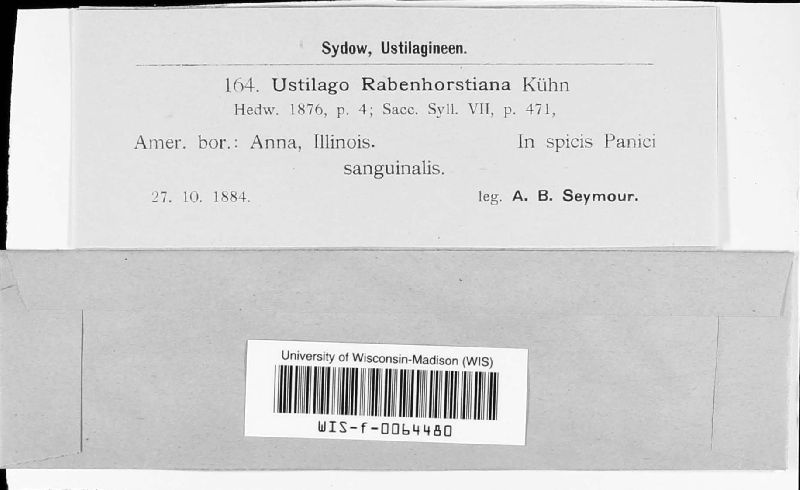 Sydow, Ustilagineen.
164. Ustilago Rabenhorstiana Kühn
Hedw. 1876, p. 4; Sacc. Syll. VII, p. 471,
Amer. bor.: Anna, Illinois. In spicis Panici
sanguinalis.
27. 10. 1884. leg. A. B. Seymour.
University of Wisconsin-Madison (WIS)
WIS-f-0064480